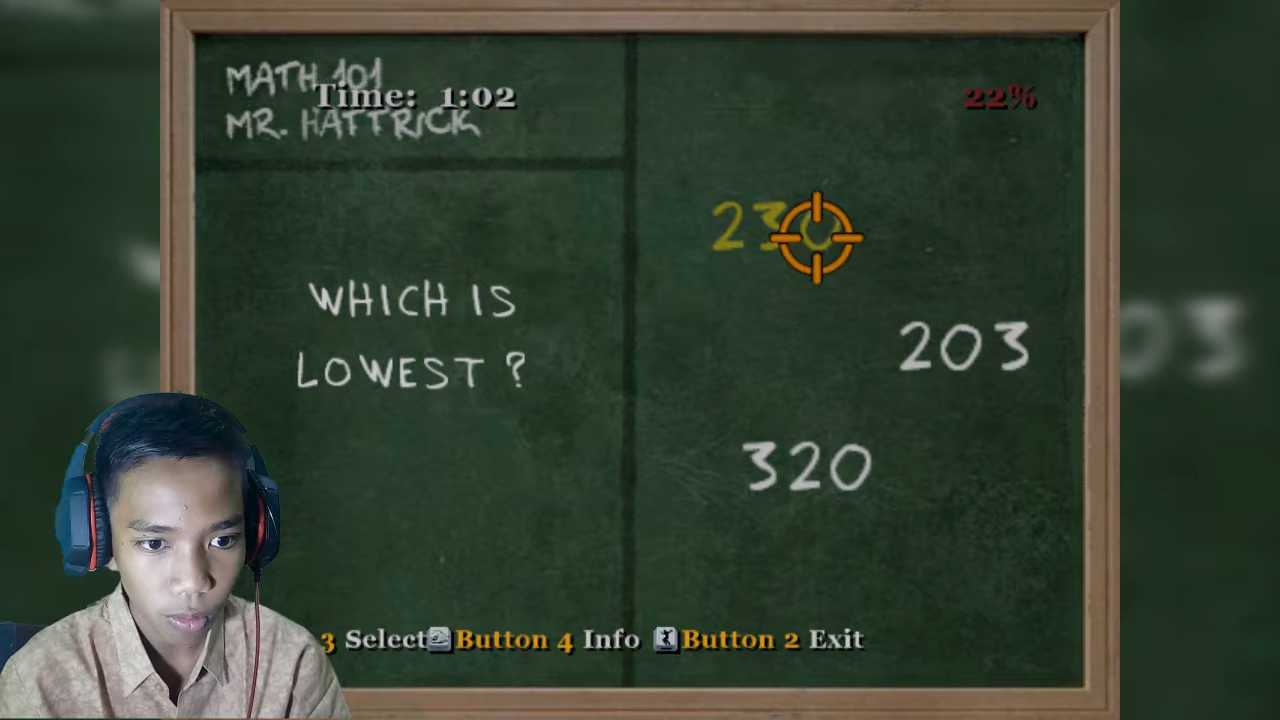 MATH 101
Time: 1:02
22%
MR. HATTRICK
230
WHICH IS
LOWEST ?
203
320
3 Select Button 4 Info Button 2 Exit